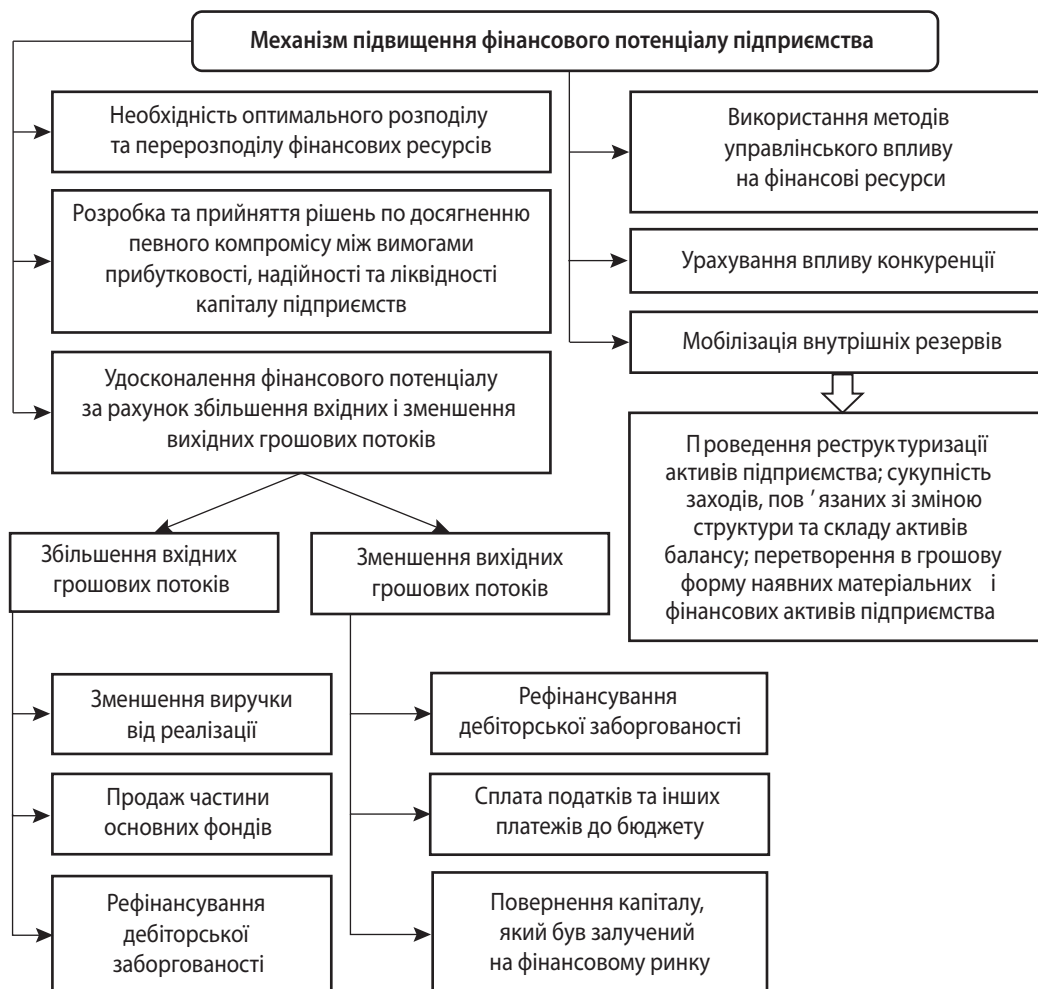 Механізм підвищення фінансового потенціалу підприємства
Необхідність оптимального розподілу
та перерозподілу фінансових ресурсів
Розробка та прийняття рішень по досягненню
певного компромісу між вимогами
прибутковості, надійності та ліквідності
капіталу підприємств
Удосконалення фінансового потенціалу
за рахунок збільшення вхідних і зменшення
вихідних грошових потоків
Використання методів
управлінського впливу
на фінансові ресурси
Урахування впливу конкуренції
Мобілізація внутрішніх резервів
Проведення реструктуризації
активів підприємства; сукупність
заходів, пов ’язаних зі зміною
структури та складу активів
балансу; перетворення в грошову
форму наявних матеріальних і
фінансових активів підприємства
Збільшення вхідних
грошових потоків
Зменшення вихідних
грошових потоків
Зменшення виручки
від реалізації
Продаж частини
основних фондів
Рефінансування
дебіторської
заборгованості
Рефінансування
дебіторської заборгованості
Сплата податків та інших
платежів до бюджету
Повернення капіталу,
який був залучений
на фінансовому ринку